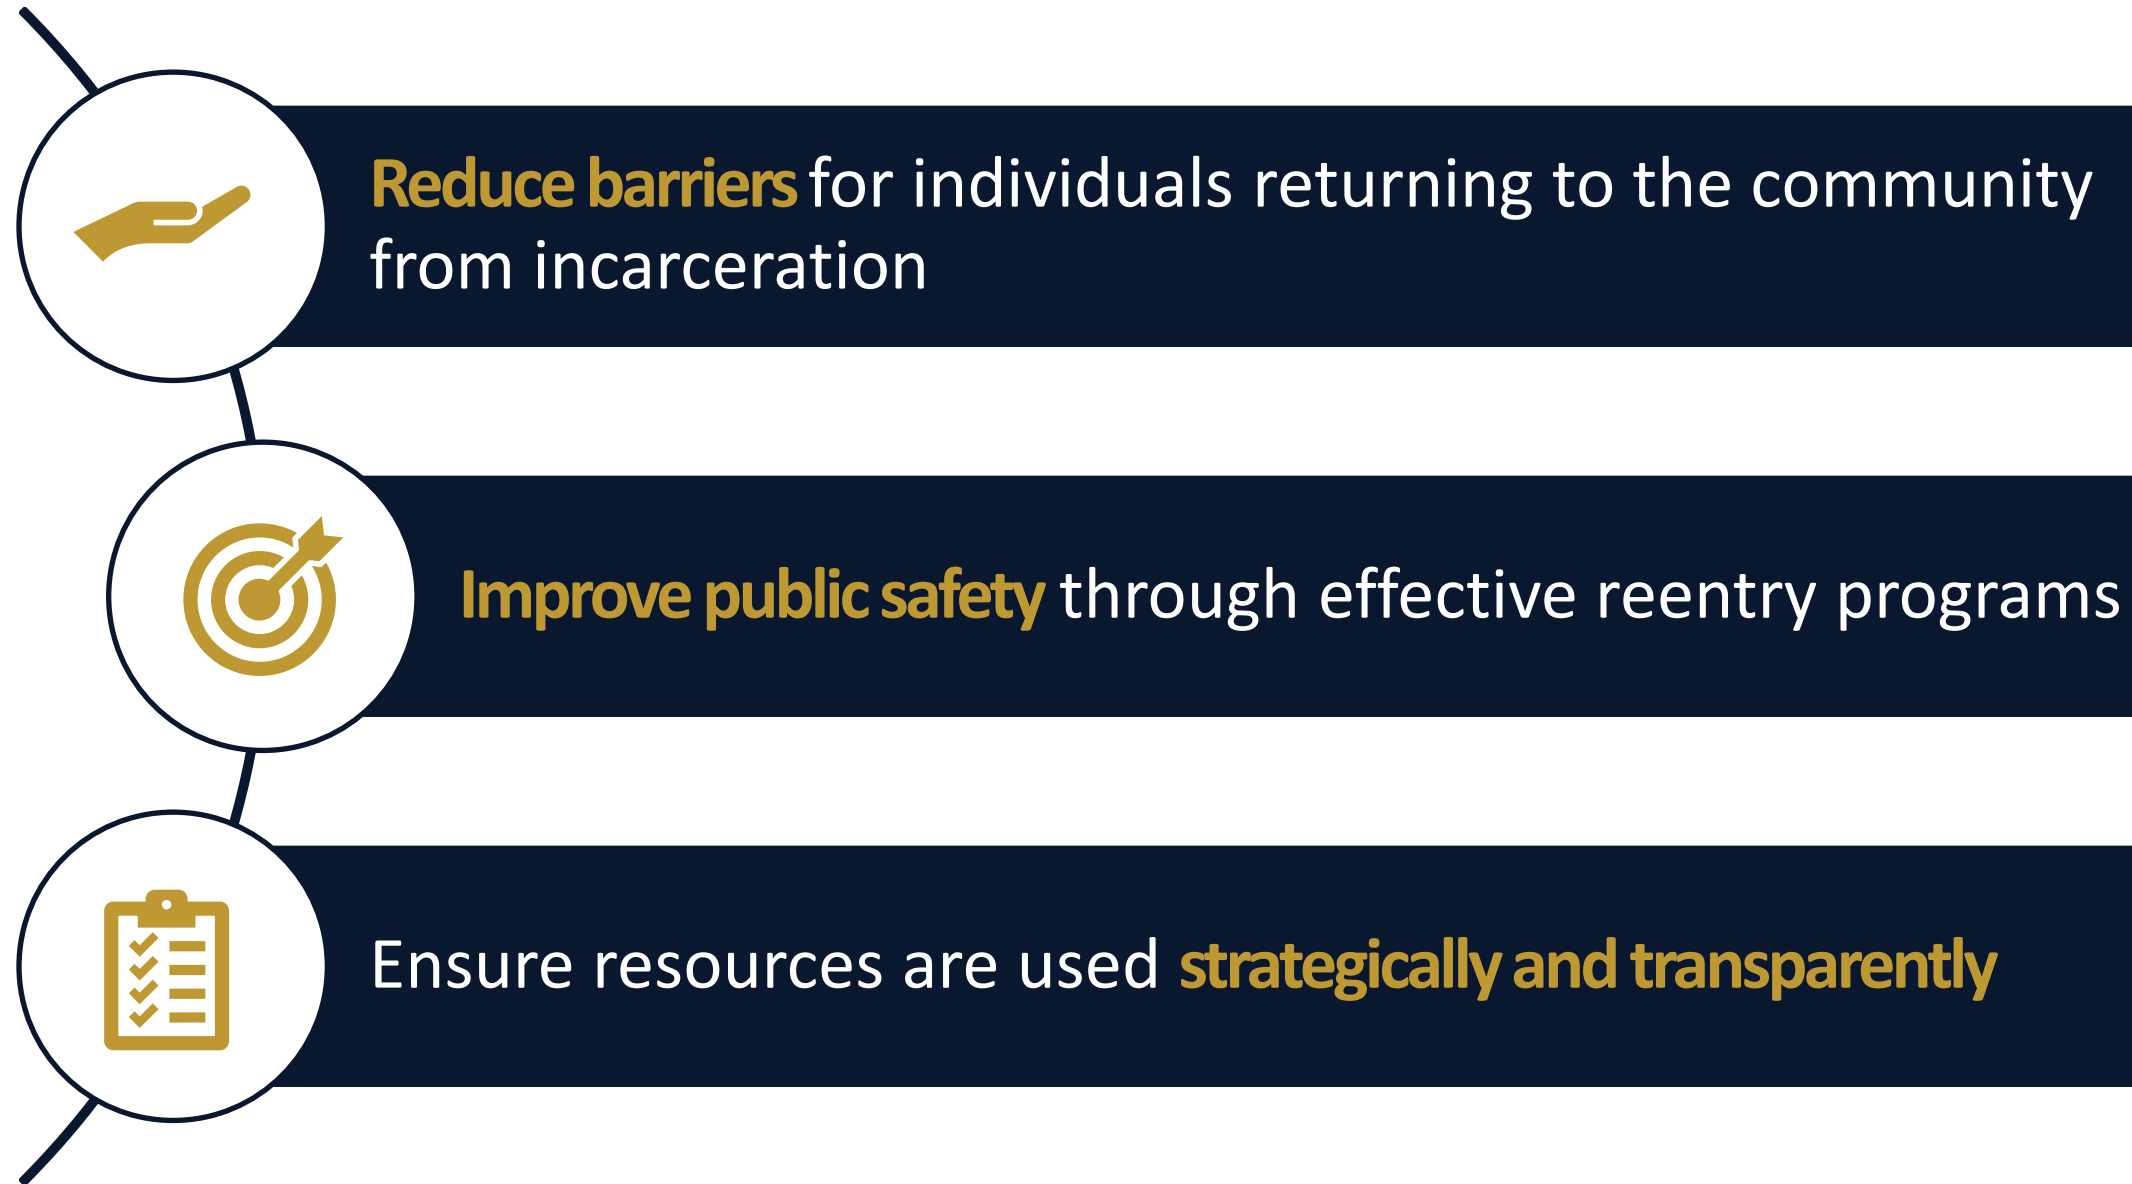 Reduce barriers for individuals returning to the community
from incarceration
Improve public safety through effective reentry programs
Ensure resources are used strategically and transparently